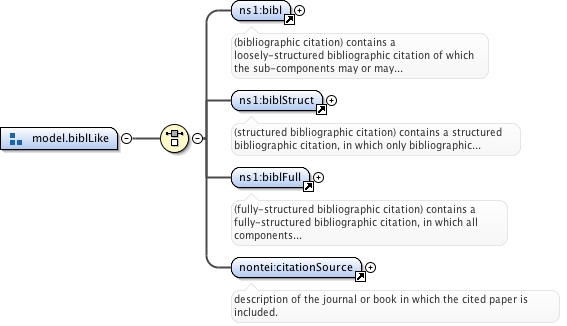 ns1:bibl
(bibliographic citation) contains a
loosely-structured bibliographic citation of which
the sub-components may or may...
ns1:biblStruct
(structured bibliographic citation) contains a structured
bibliographic citation, in which only bibliographic...
model.biblLike
ns1:biblFull
(fully-structured bibliographic citation) contains a
fully-structured bibliographic citation, in which all
components...
nontei:citationSource
description of the journal or book in which the cited paper is
included.